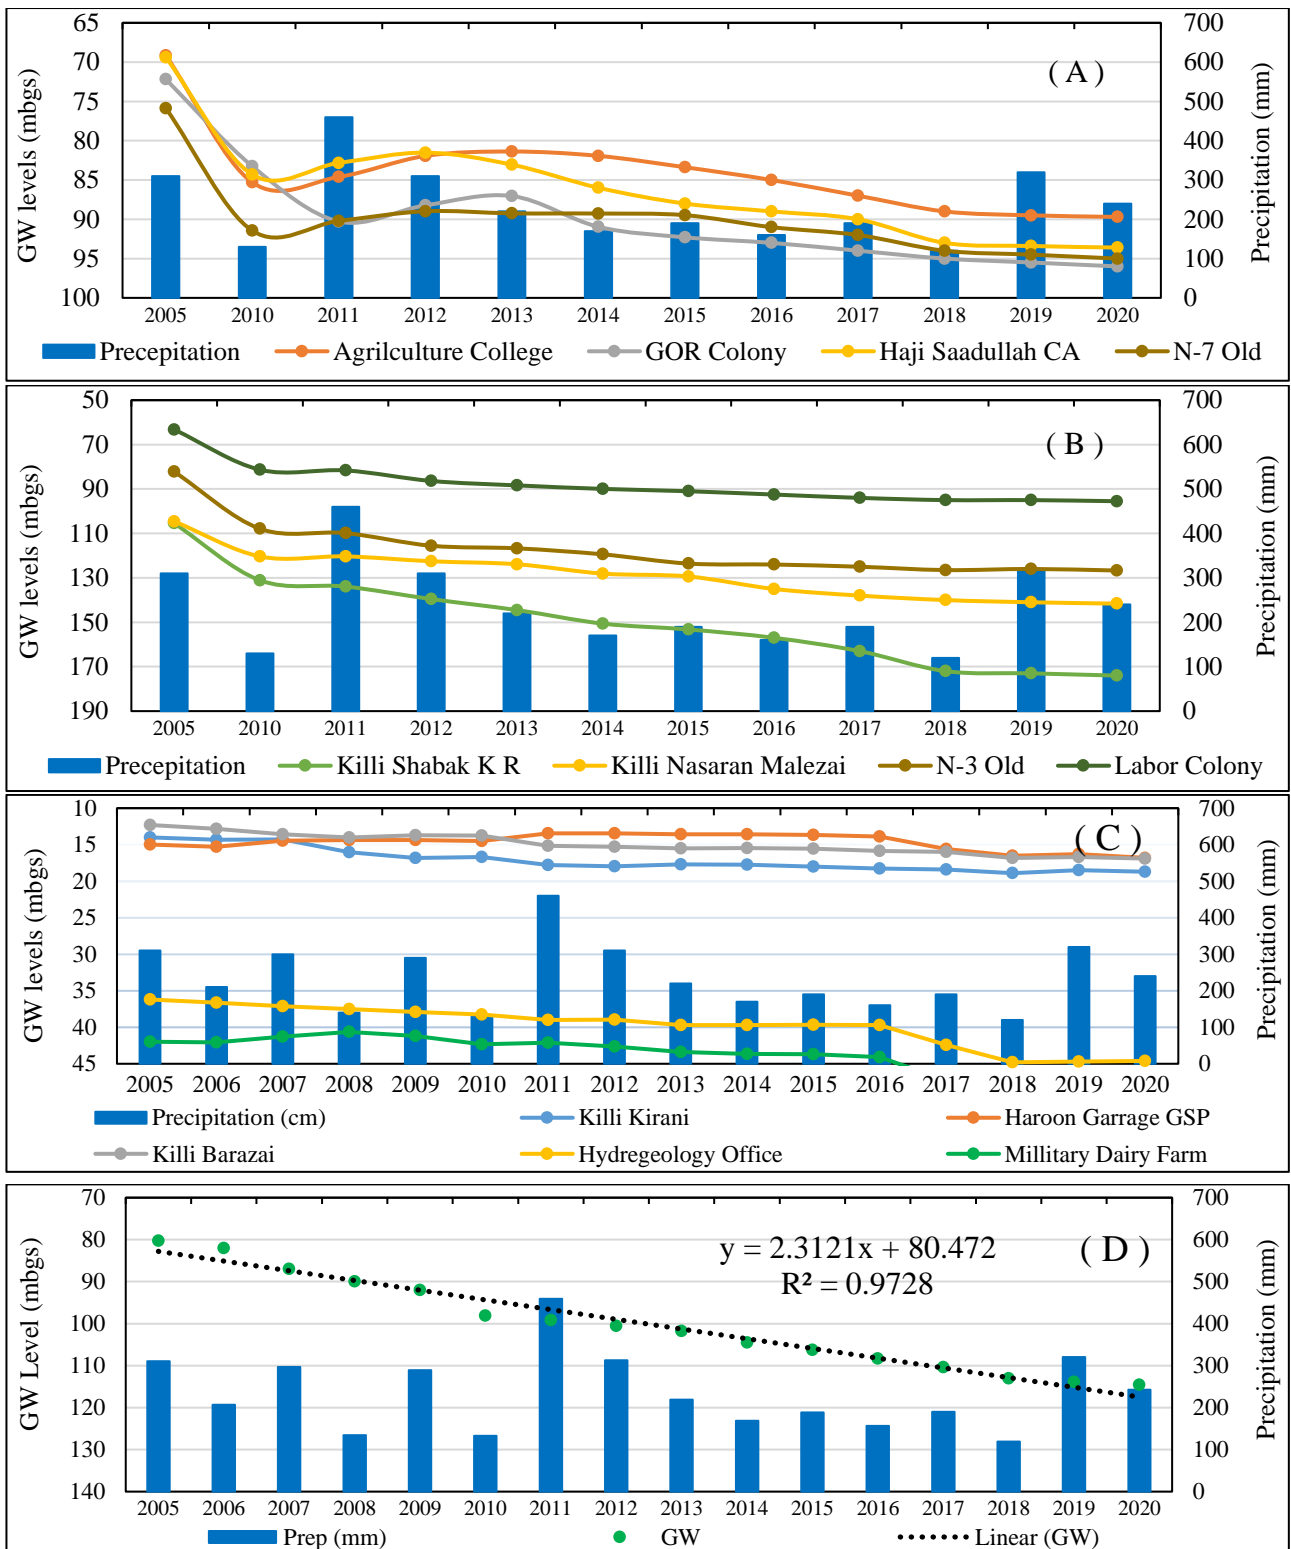 65 700
70 600
75 500
80 400
85 300
90 200
95 100
100 0
GW levels (mbgs)
( A )
Precipitation (mm)
2005 2010 2011 2012 2013 2014 2015 2016 2017 2018 2019 2020
Precepitation Agrilculture College GOR Colony Haji Saadullah CA N-7 Old
50 700
70 600
90 500
110 400
130 300
150 200
170 100
190 0
GW levels (mbgs)
( B )
Precipitation (mm)
2005 2010 2011 2012 2013 2014 2015 2016 2017 2018 2019 2020
Precepitation Killi Shabak K R Killi Nasaran Malezai N-3 Old Labor Colony
10 700
15 600
20 500
25 400
30 300
35 200
40 100
45 0
GW levels (mbgs)
( C )
Precipitation (mm)
2005 2006 2007 2008 2009 2010 2011 2012 2013 2014 2015 2016 2017 2018 2019 2020
Precipitation (cm) Killi Kirani Haroon Garrage GSP
Killi Barazai Hydregeology Office Millitary Dairy Farm
70 700
80 600
90 500
100 400
110 300
120 200
130 100
140 0
GW Level (mbgs)
y = 2.3121x + 80.472
R² = 0.9728
( D )
Precipitation (mm)
2005 2006 2007 2008 2009 2010 2011 2012 2013 2014 2015 2016 2017 2018 2019 2020
Prep (mm) GW Linear (GW)